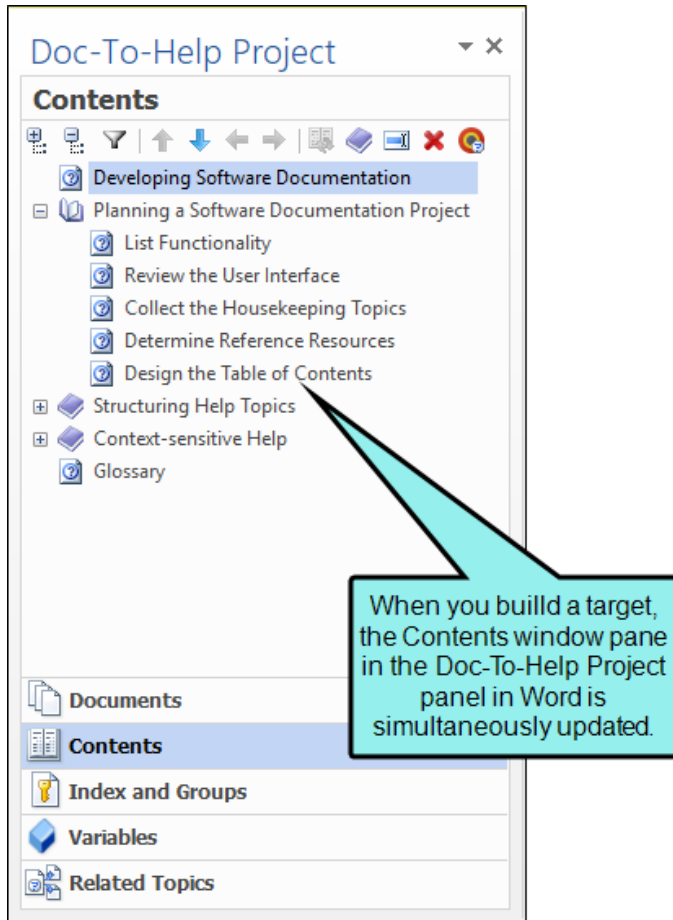 Doc-To-Help Project
Contents
Developing Software Documentation
Planning a Software Documentation Project
List Functionality
Review the User Interface
Collect the Housekeeping Topics
Determine Reference Resources
Design the Table of Contents
Structuring Help Topics
Context-sensitive Help
Glossary
When you builld a target,
the Contents window pane
in the Doc-To-Help Project
panel in Word is
simultaneously updated.
Documents
Contents
Index and Groups
Variables
Related Topics